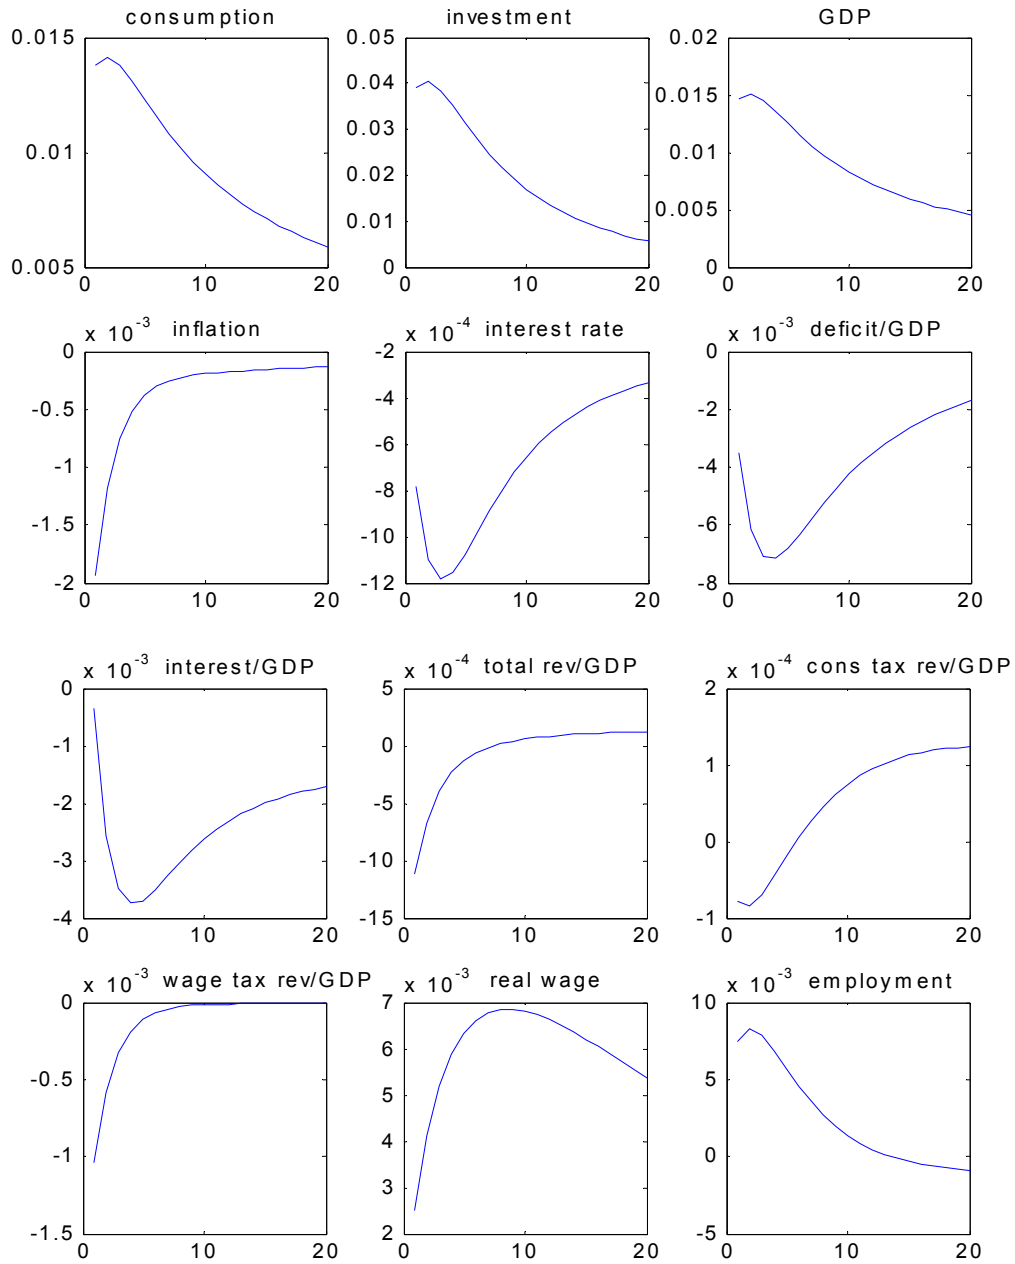 consumption
investment
GDP
0.015
0.01
0.005
0 10 20
0.05
0.04
0.03
0.02
0.01
0
0 10 20
0.02
0.015
0.01
0.005
0
0 10 20
x 10^-3 inflation
x 10^-4 interest rate
x 10^-3 deficit/GDP
0
-0.5
-1
-1.5
-2
0 10 20
-2
-4
-6
-8
-10
-12
0 10 20
0
-2
-4
-6
-8
0 10 20
x 10^-3 interest/GDP
x 10^-4 total rev/GDP
x 10^-4 cons tax rev/GDP
0
-1
-2
-3
-4
0 10 20
5
0
-5
-10
-15
0 10 20
2
1
0
-1
0 10 20
x 10^-3 wage tax rev/GDP
x 10^-3 real wage
x 10^-3 employment
0
-0.5
-1
-1.5
0 10 20
7
6
5
4
3
2
0 10 20
10
5
0
-5
0 10 20